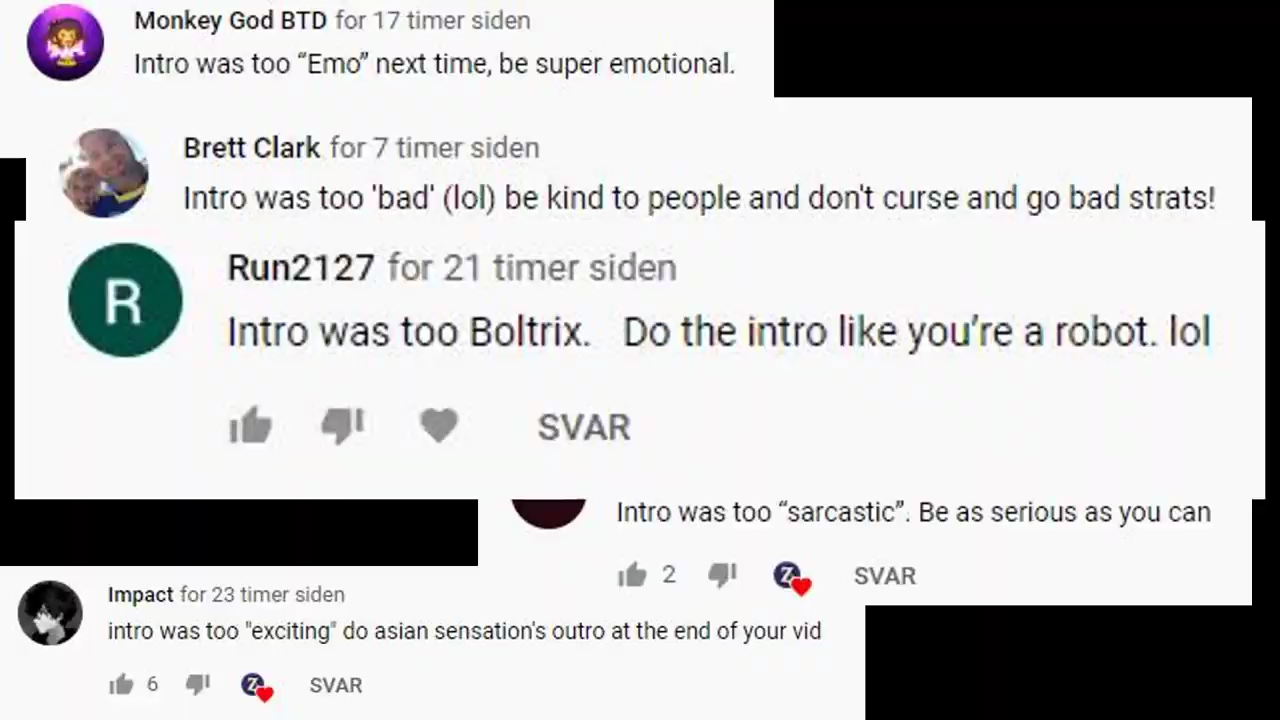 Monkey God BTD for 17 timer siden
Intro was too “Emo” next time, be super emotional.
Brett Clark for 7 timer siden
Intro was too 'bad' (lol) be kind to people and don't curse and go bad strats!
R
Run2127 for 21 timer siden
Intro was too Boltrix. Do the intro like you’re a robot. lol
SVAR
Intro was too “sarcastic”. Be as serious as you can
2 Z SVAR
Impact for 23 timer siden
intro was too "exciting" do asian sensation's outro at the end of your vid
6 Z SVAR